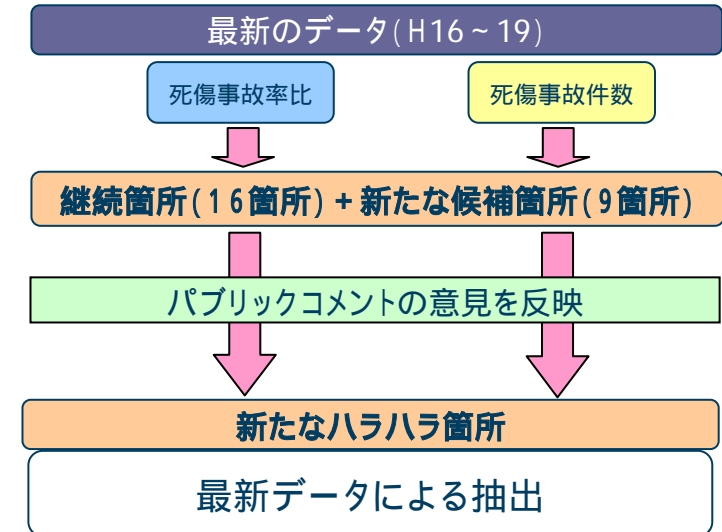 最新のデータ(H16~19)
死傷事故率比
死傷事故件数
継続箇所(16箇所)+新たな候補箇所(9箇所)
パブリックコメントの意見を反映
新たなハラハラ箇所
最新データによる抽出